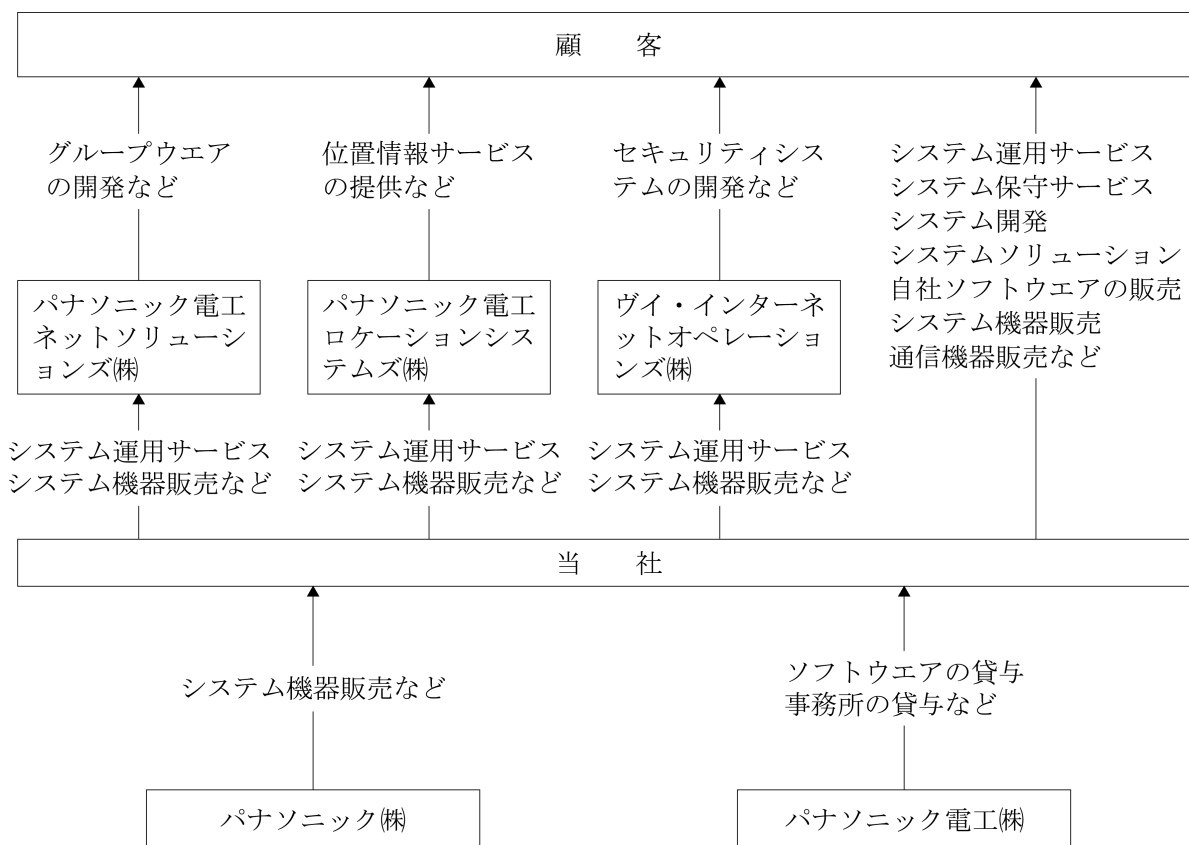 顧　　客
グループウエア
の開発など
位置情報サービス
の提供など
セキュリティシス
テムの開発など
システム運用サービス
システム保守サービス
システム開発
システムソリューション
自社ソフトウエアの販売
システム機器販売
通信機器販売など
パナソニック電工
ネットソリューシ
ョンズ㈱
パナソニック電工
ロケーションシス
テムズ㈱
ヴイ・インターネ
ットオペレーショ
ンズ㈱
システム運用サービス
システム機器販売など
システム運用サービス
システム機器販売など
システム運用サービス
システム機器販売など
当　　社
システム機器販売など
ソフトウエアの貸与
事務所の貸与など
パナソニック㈱
パナソニック電工㈱